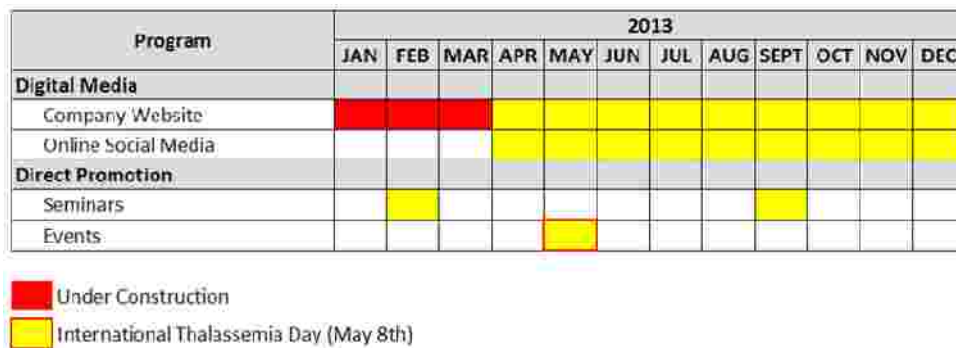 Program
2013
JAN FEB MAR APR MAY JUN JUL AUG SEPT OCT NOV DEC
Digital Media
Company Website
Online Social Media
Direct Promotion
Seminars
Events
Under Construction
International Thalassemia Day (May 8th)